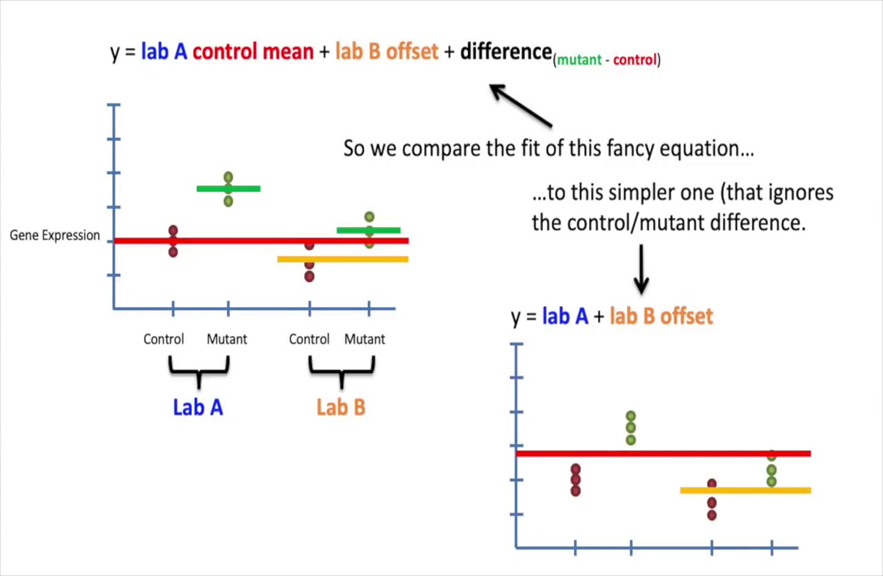 y = lab A control mean + lab B offset + difference(mutant - control)
So we compare the fit of this fancy equation...
...to this simpler one (that ignores
the control/mutant difference.
Gene Expression
Control Mutant Control Mutant
Lab A Lab B
y = lab A + lab B offset